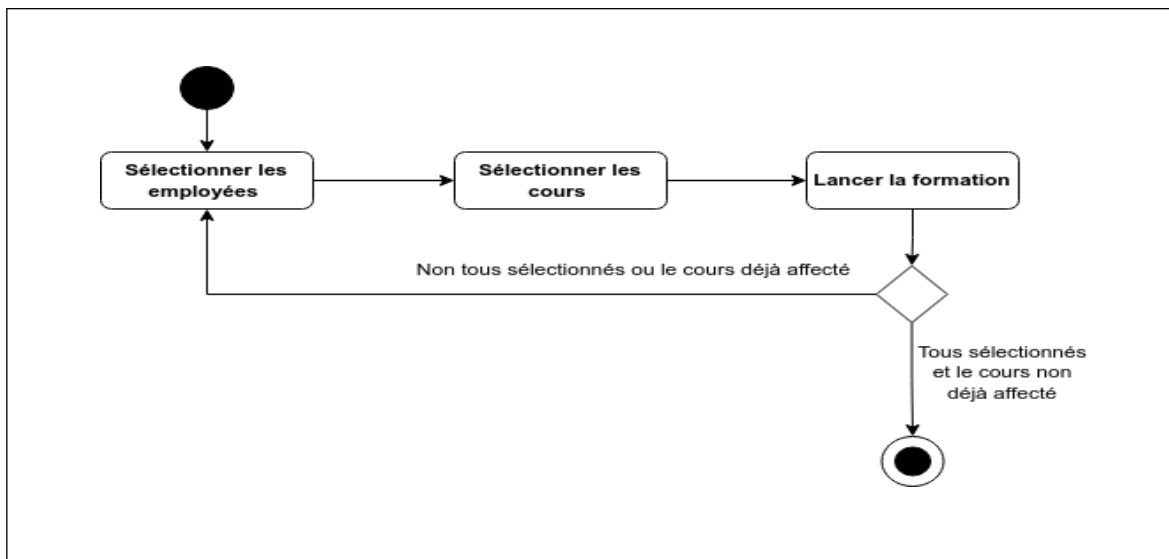 Sélectionner les
employées
Sélectionner les
cours
Lancer la formation
Non tous sélectionnés ou le cours déjà affecté
Tous sélectionnés
et le cours non
déjà affecté